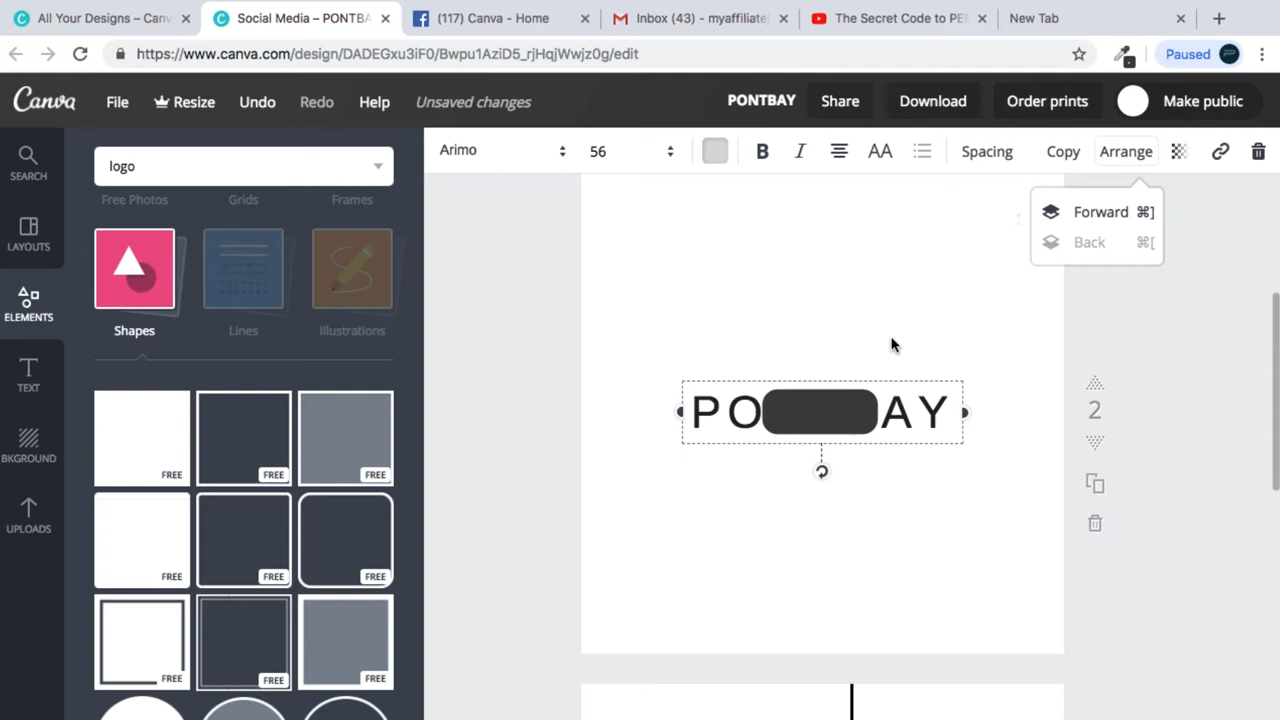 All Your Designs – Canv
Social Media – PONTBA
(117) Canva - Home
Inbox (43) - myaffiliate
The Secret Code to PE
New Tab
https://www.canva.com/design/DADEGxu3iF0/Bwpu1AziD5_rjHqjWwjz0g/edit
Paused
Canva
File
Resize
Undo
Redo
Help
Unsaved changes
PONTBAY
Share
Download
Order prints
Make public
SEARCH
LAYOUTS
ELEMENTS
TEXT
BKGROUND
UPLOADS
logo
Free Photos
Grids
Frames
Shapes
Lines
Illustrations
FREE
FREE
FREE
FREE
FREE
FREE
FREE
FREE
FREE
Arimo
56
B
I
AA
Spacing
Copy
Arrange
Forward ⌘]
Back ⌘[
PO AY
2